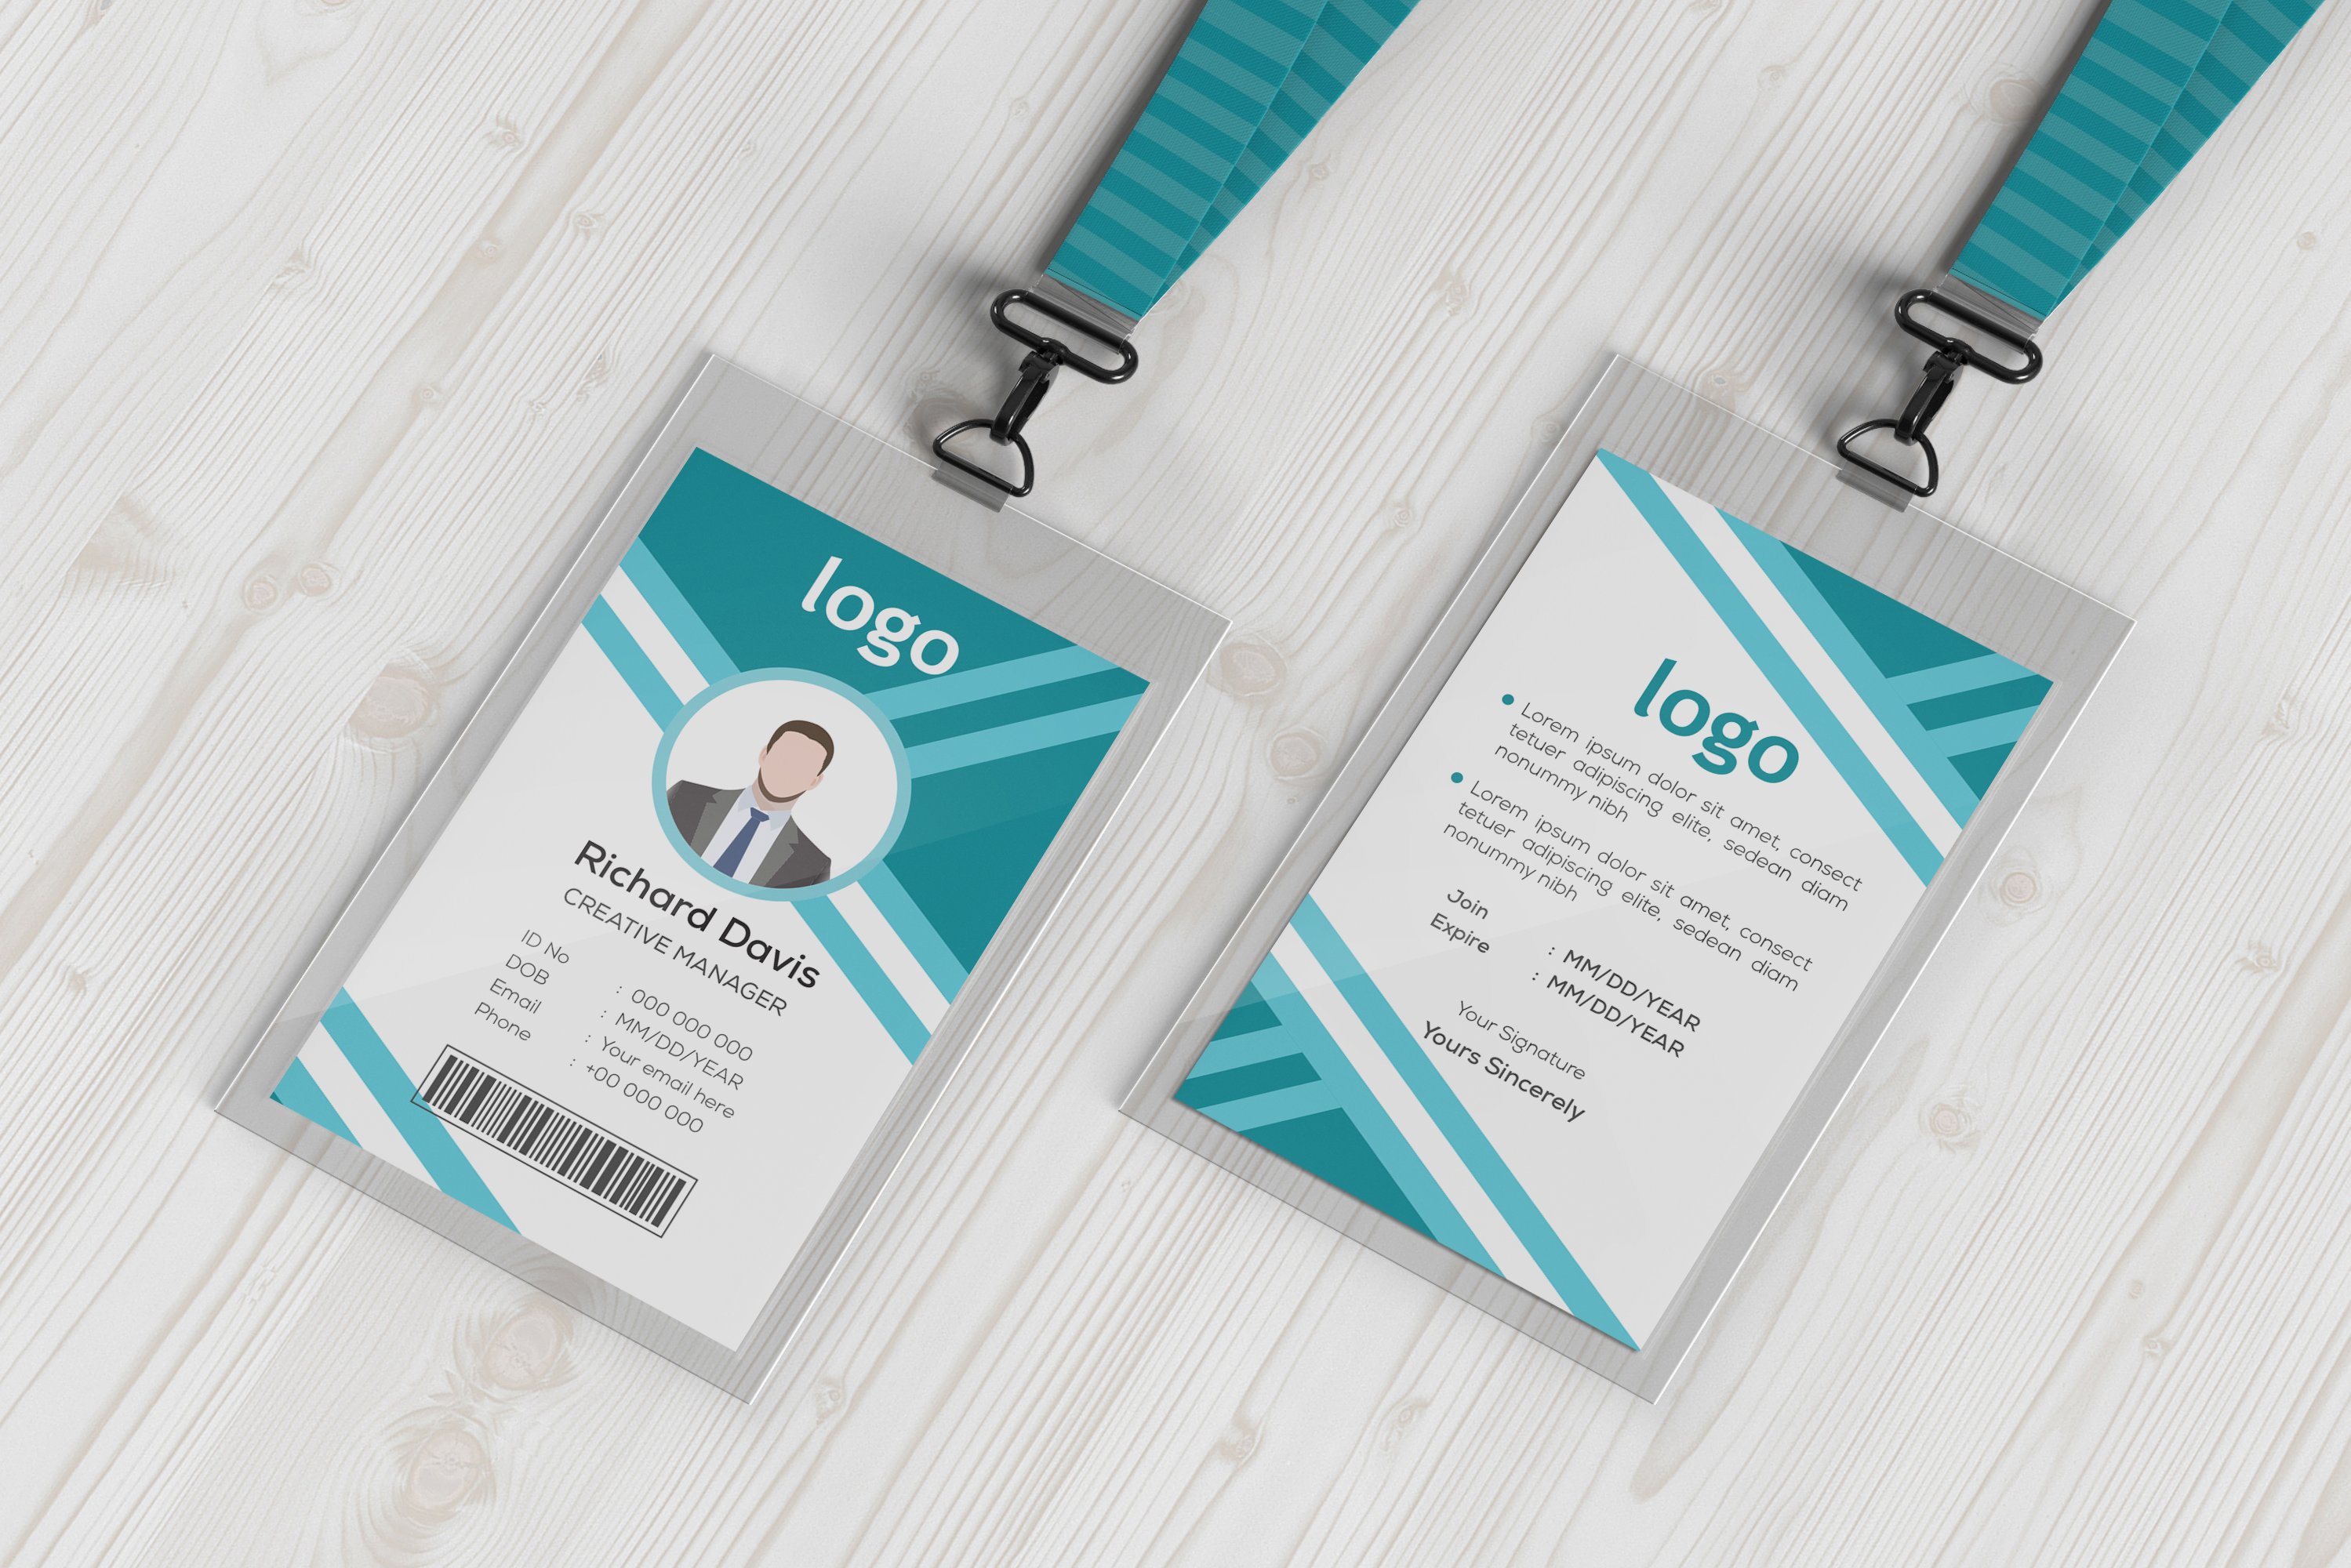 logo
Richard Davis
CREATIVE MANAGER
ID No : 000 000 000
DOB : MM/DD/YEAR
Email : Your email here
Phone : +00 000 000
logo
• Lorem ipsum dolor sit amet, consect
tetuer adipiscing elite, sedean diam
nonummy nibh
• Lorem ipsum dolor sit amet, consect
tetuer adipiscing elite, sedean diam
nonummy nibh
Join : MM/DD/YEAR
Expire : MM/DD/YEAR
Your Signature
Yours Sincerely